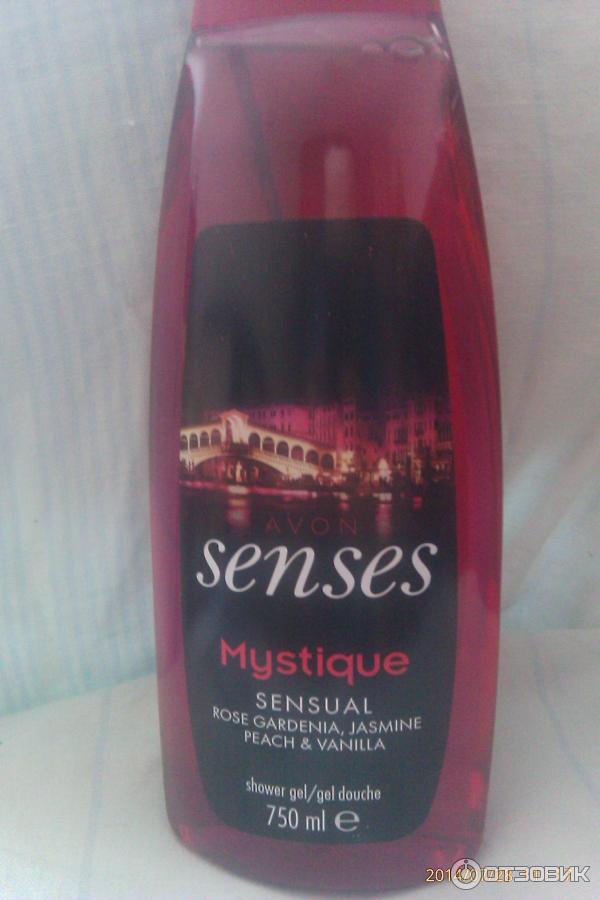 AVON
senses
Mystique
SENSUAL
ROSE GARDENIA, JASMINE
PEACH & VANILLA
shower gel/gel douche
750 ml e
ОТЗОВИК